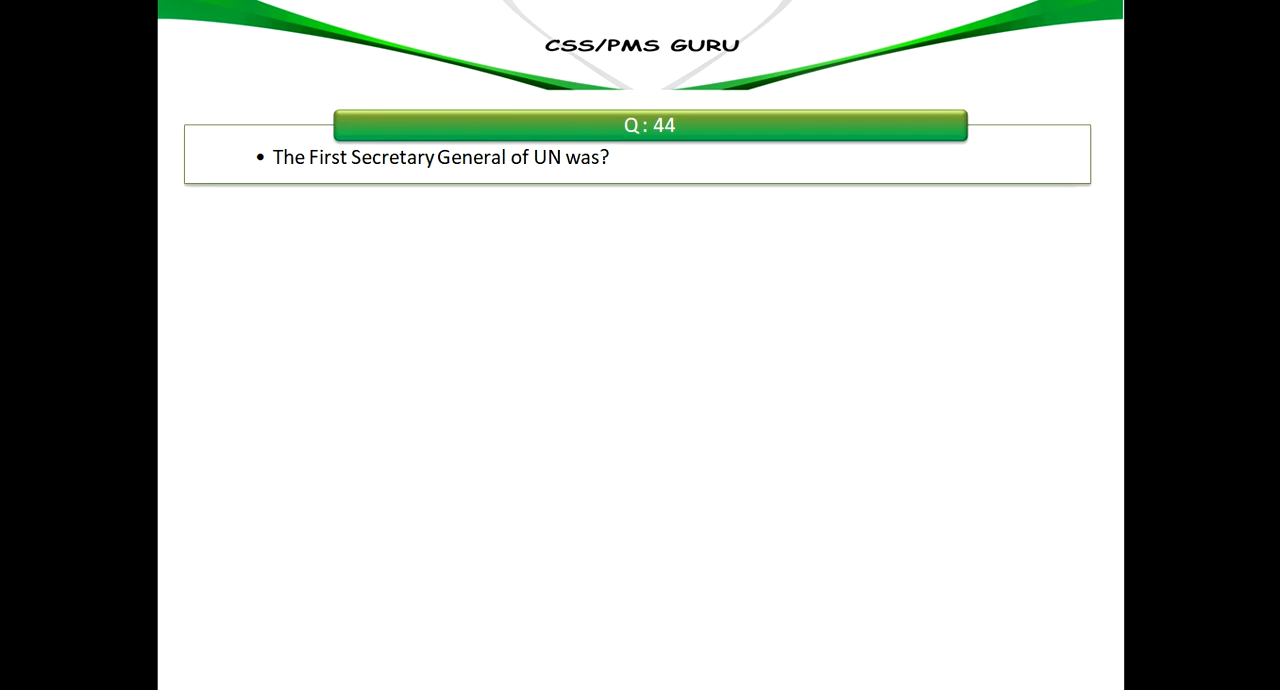 CSS/PMS GURU
Q : 44
• The First Secretary General of UN was?